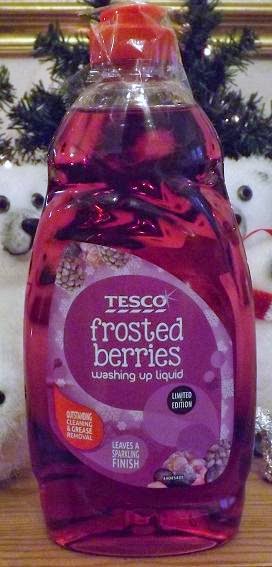 TESCO
frosted
berries
washing up liquid
LIMITED
EDITION
OUTSTANDING
CLEANING
& GREASE
REMOVAL
LEAVES A
SPARKLING
FINISH